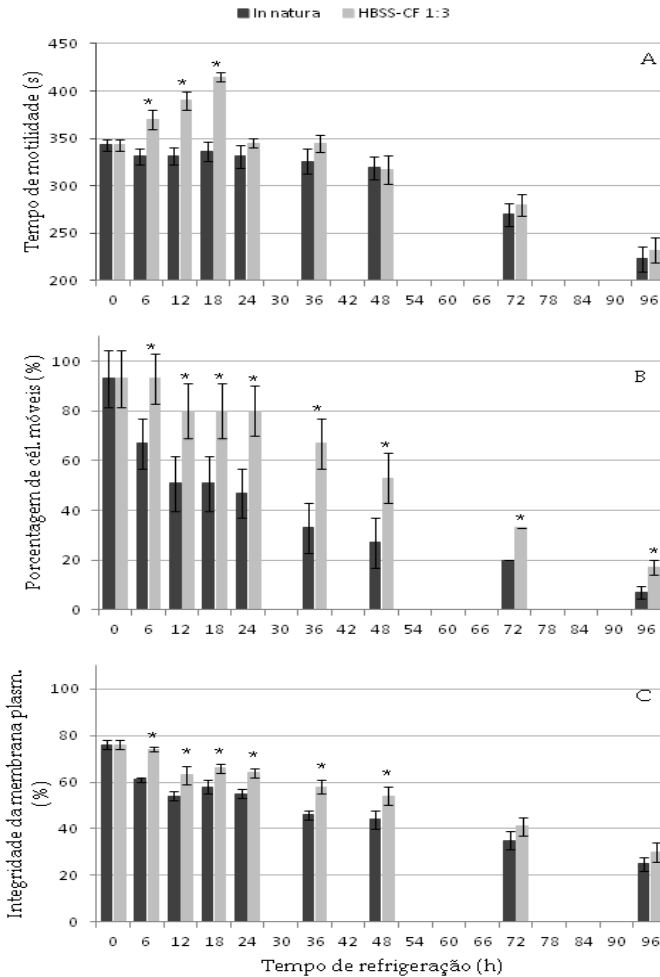 In natura HBSS-CF 1:3
A
Tempo de motilidade (s)
450
400
350
300
250
200
* * *
0 6 12 18 24 30 36 42 48 54 60 66 72 78 84 90 96
B
Porcentagem de cél. móveis (%)
100
80
60
40
20
0
* * * * * * * *
0 6 12 18 24 30 36 42 48 54 60 66 72 78 84 90 96
C
Integridade da membrana plasm.
(%)
100
80
60
40
20
0
* * * * * *
0 6 12 18 24 30 36 42 48 54 60 66 72 78 84 90 96
Tempo de refrigeração (h)